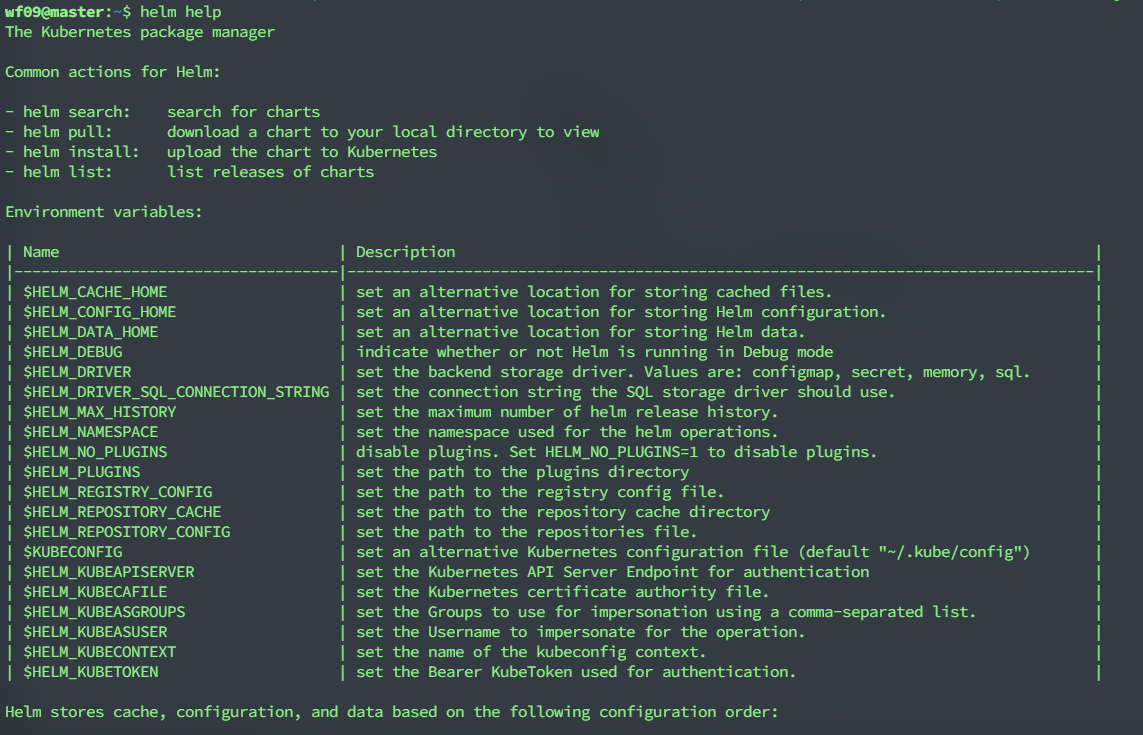 wf09@master:~$ helm help
The Kubernetes package manager
Common actions for Helm:
- helm search:    search for charts
- helm pull:      download a chart to your local directory to view
- helm install:   upload the chart to Kubernetes
- helm list:      list releases of charts
Environment variables:
| Name                               | Description                                                                       |
|------------------------------------|-----------------------------------------------------------------------------------|
| $HELM_CACHE_HOME                   | set an alternative location for storing cached files.                             |
| $HELM_CONFIG_HOME                  | set an alternative location for storing Helm configuration.                       |
| $HELM_DATA_HOME                    | set an alternative location for storing Helm data.                                |
| $HELM_DEBUG                        | indicate whether or not Helm is running in Debug mode                             |
| $HELM_DRIVER                       | set the backend storage driver. Values are: configmap, secret, memory, sql.       |
| $HELM_DRIVER_SQL_CONNECTION_STRING | set the connection string the SQL storage driver should use.                      |
| $HELM_MAX_HISTORY                  | set the maximum number of helm release history.                                   |
| $HELM_NAMESPACE                    | set the namespace used for the helm operations.                                   |
| $HELM_NO_PLUGINS                   | disable plugins. Set HELM_NO_PLUGINS=1 to disable plugins.                        |
| $HELM_PLUGINS                      | set the path to the plugins directory                                             |
| $HELM_REGISTRY_CONFIG              | set the path to the registry config file.                                         |
| $HELM_REPOSITORY_CACHE             | set the path to the repository cache directory                                    |
| $HELM_REPOSITORY_CONFIG            | set the path to the repositories file.                                            |
| $KUBECONFIG                        | set an alternative Kubernetes configuration file (default "~/.kube/config")       |
| $HELM_KUBEAPISERVER                | set the Kubernetes API Server Endpoint for authentication                         |
| $HELM_KUBECAFILE                   | set the Kubernetes certificate authority file.                                    |
| $HELM_KUBEASGROUPS                 | set the Groups to use for impersonation using a comma-separated list.             |
| $HELM_KUBEASUSER                   | set the Username to impersonate for the operation.                                |
| $HELM_KUBECONTEXT                  | set the name of the kubeconfig context.                                           |
| $HELM_KUBETOKEN                    | set the Bearer KubeToken used for authentication.                                 |
Helm stores cache, configuration, and data based on the following configuration order: